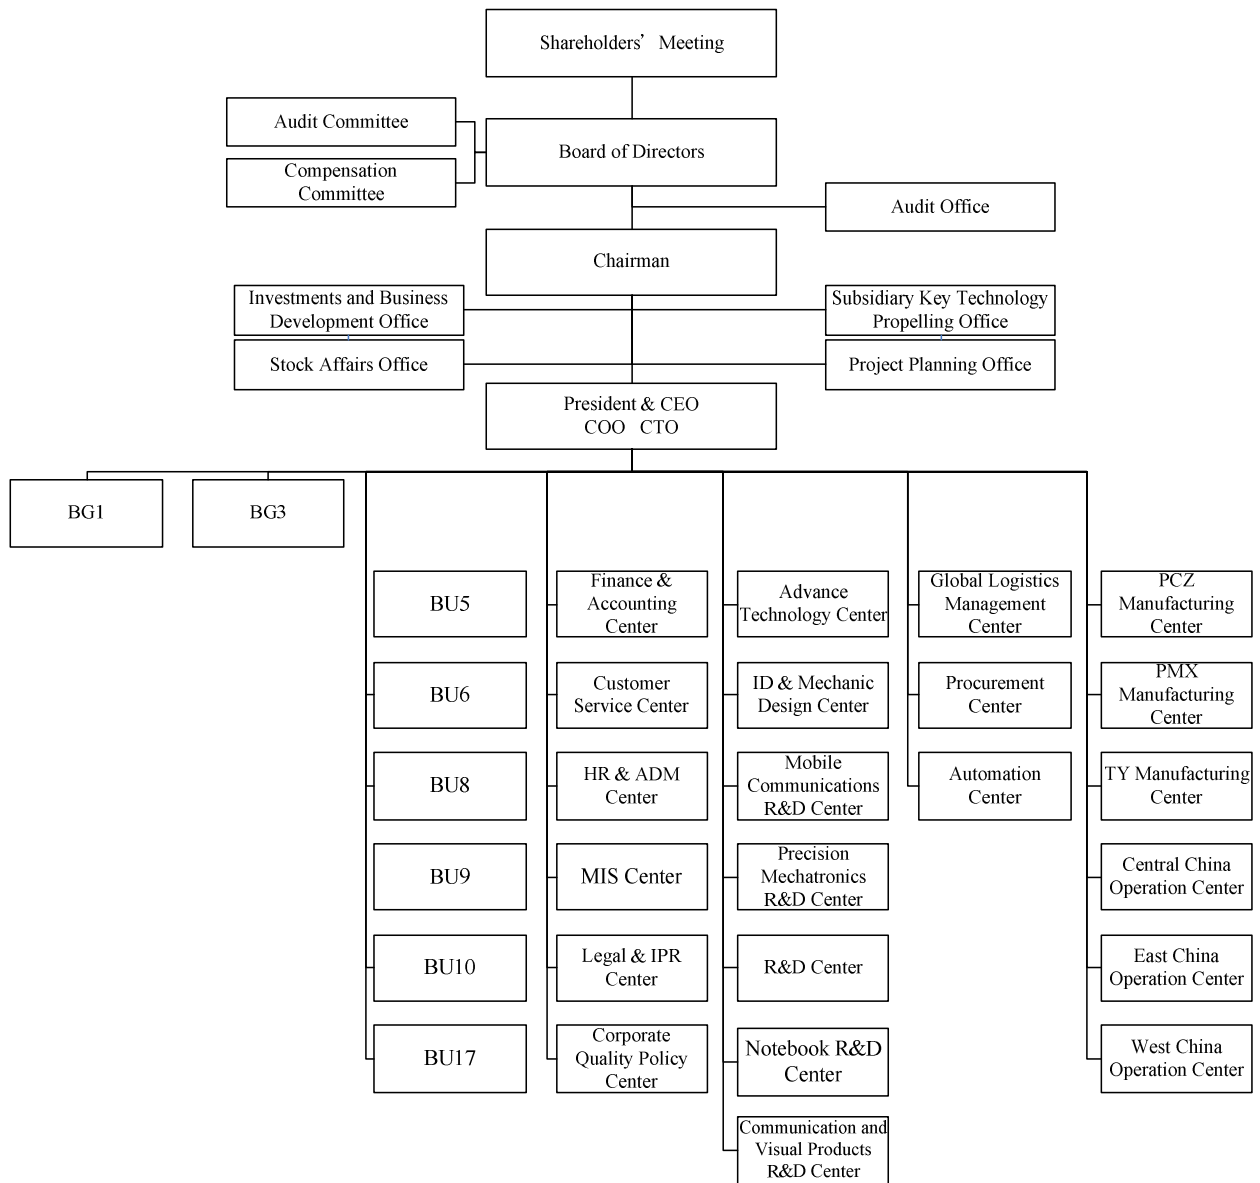 Shareholders’ Meeting
Audit Committee
Board of Directors
Compensation
Committee
Audit Office
Chairman
Investments and Business
Development Office
Subsidiary Key Technology
Propelling Office
Stock Affairs Office
Project Planning Office
President & CEO
COO CTO
BG1
BG3
BU5
Finance &
Accounting
Center
Advance
Technology Center
Global Logistics
Management
Center
PCZ
Manufacturing
Center
BU6
Customer
Service Center
ID & Mechanic
Design Center
Procurement
Center
PMX
Manufacturing
Center
BU8
HR & ADM
Center
Mobile
Communications
R&D Center
Automation
Center
TY Manufacturing
Center
BU9
MIS Center
Precision
Mechatronics
R&D Center
Central China
Operation Center
BU10
Legal & IPR
Center
R&D Center
East China
Operation Center
BU17
Corporate
Quality Policy
Center
Notebook R&D
Center
West China
Operation Center
Communication and
Visual Products
R&D Center